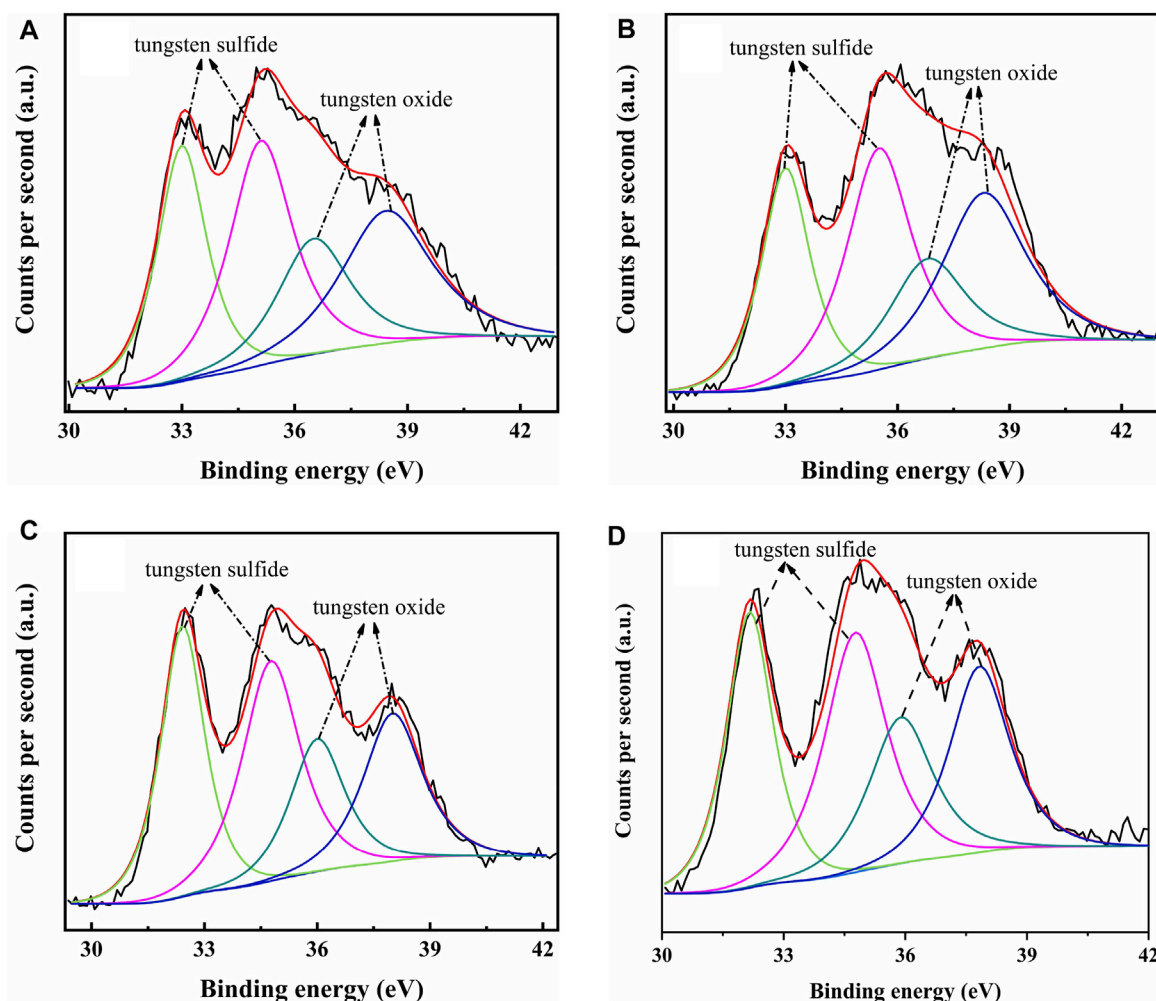 A
tungsten sulfide
tungsten oxide
Counts per second (a.u.)
30 33 36 39 42
Binding energy (eV)
B
tungsten sulfide
tungsten oxide
Counts per second (a.u.)
30 33 36 39 42
Binding energy (eV)
C
tungsten sulfide
tungsten oxide
Counts per second (a.u.)
30 33 36 39 42
Binding energy (eV)
D
tungsten sulfide
tungsten oxide
Counts per second (a.u.)
30 33 36 39 42
Binding energy (eV)